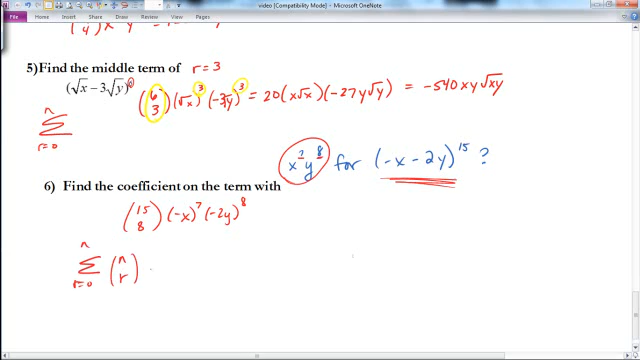 video [Compatibility Mode] - Microsoft OneNote
File Home Insert Share Draw Review View
5)Find the middle term of r = 3
(√x − 3√y)^6 (6 3) (√x)^3 (−3√y)^3 = 20 (x√x) (−27y√y) = −540xy√xy
n
Σ
r=0
x^7 y^8 for (−x − 2y)^15 ?
6) Find the coefficient on the term with
(15 8) (−x)^7 (−2y)^8
n
Σ (n r)
r=0